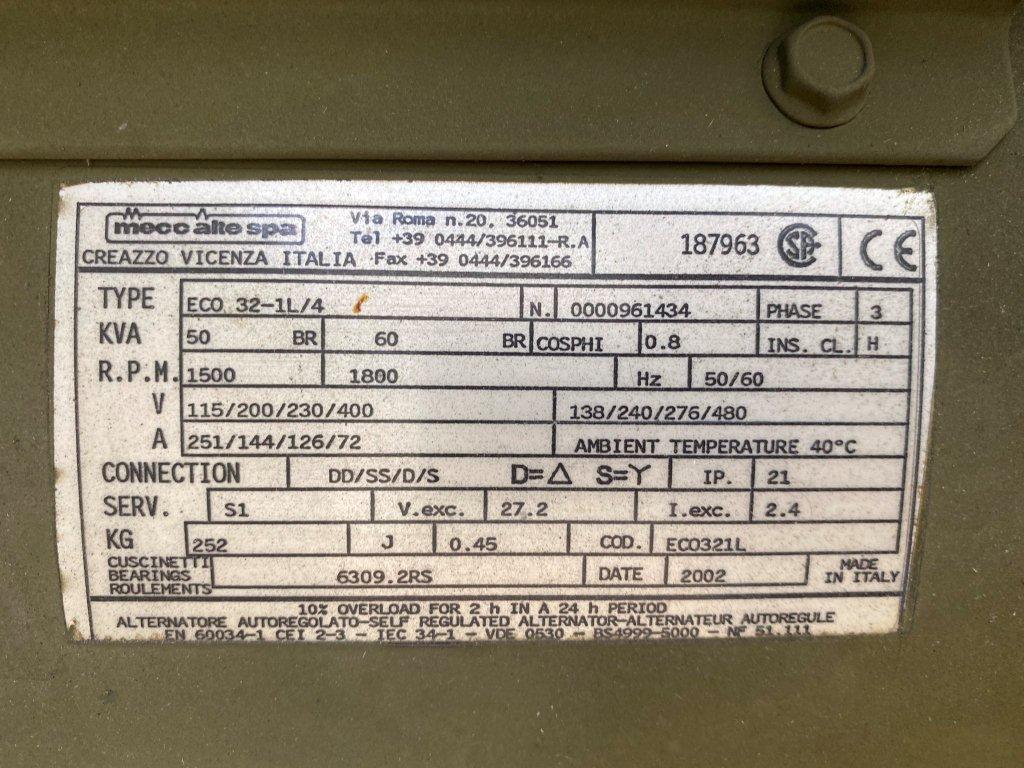 mecc alte spa
Via Roma n.20, 36051
Tel +39 0444/396111-R.A
CREAZZO VICENZA ITALIA Fax +39 0444/396166
187963 CE
TYPE ECO 32-1L/4 N. 0000961434 PHASE 3
KVA 50 BR 60 BR COSPHI 0.8 INS. CL. H
R.P.M. 1500 1800 Hz 50/60
V 115/200/230/400 138/240/276/480
A 251/144/126/72 AMBIENT TEMPERATURE 40°C
CONNECTION DD/SS/D/S D=△ S=Y IP. 21
SERV. S1 V.exc. 27.2 I.exc. 2.4
KG 252 J 0.45 COD. ECO321L
CUSCINETTI
BEARINGS 6309.2RS DATE 2002 MADE
IN ITALY
ROULEMENTS
10% OVERLOAD FOR 2 h IN A 24 h PERIOD
ALTERNATORE AUTOREGOLATO-SELF REGULATED ALTERNATOR-ALTERNATEUR AUTOREGULE
EN 60034-1 CEI 2-3 - IEC 34-1 - VDE 0530 - BS4999-5000 - NF 51.111